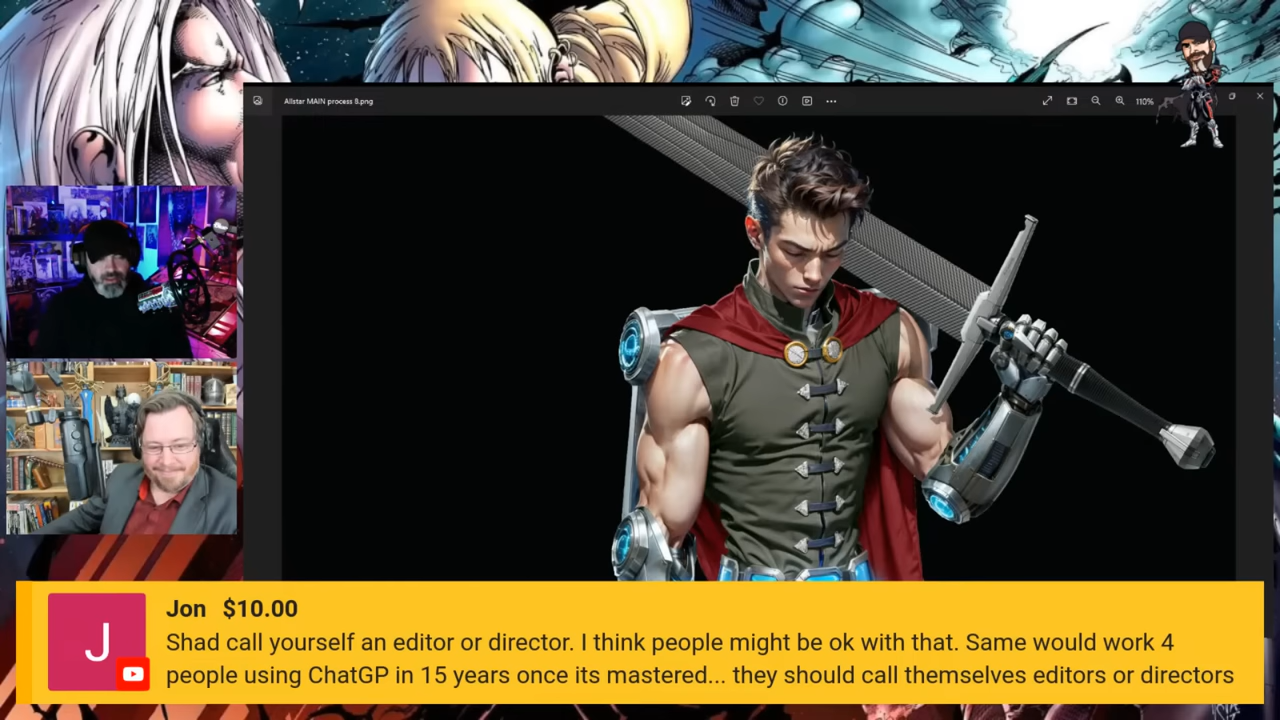 Allstar MAIN process 8.png
110%
J
Jon $10.00
Shad call yourself an editor or director. I think people might be ok with that. Same would work 4
people using ChatGP in 15 years once its mastered... they should call themselves editors or directors